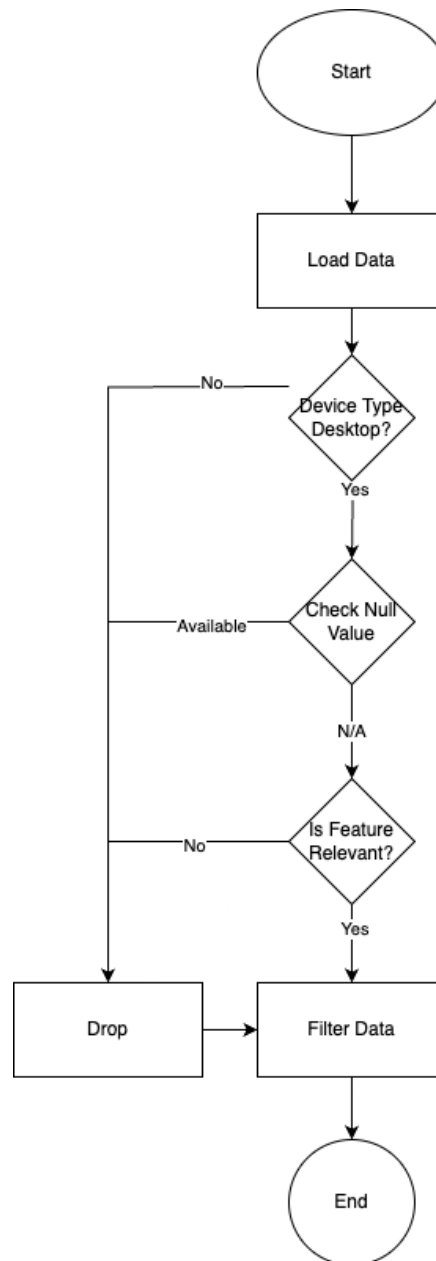 Start
Load Data
No
Device Type
Desktop?
Yes
Available
Check Null
Value
N/A
No
Is Feature
Relevant?
Yes
Drop
Filter Data
End